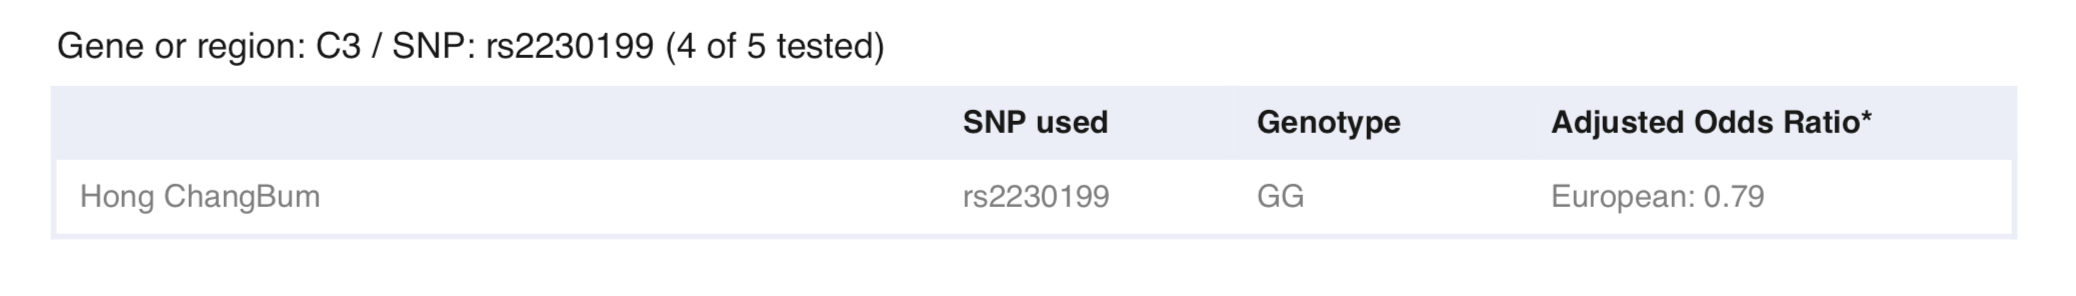 Gene or region: C3 / SNP: rs2230199 (4 of 5 tested)
SNP used Genotype Adjusted Odds Ratio*
Hong ChangBum rs2230199 GG European: 0.79